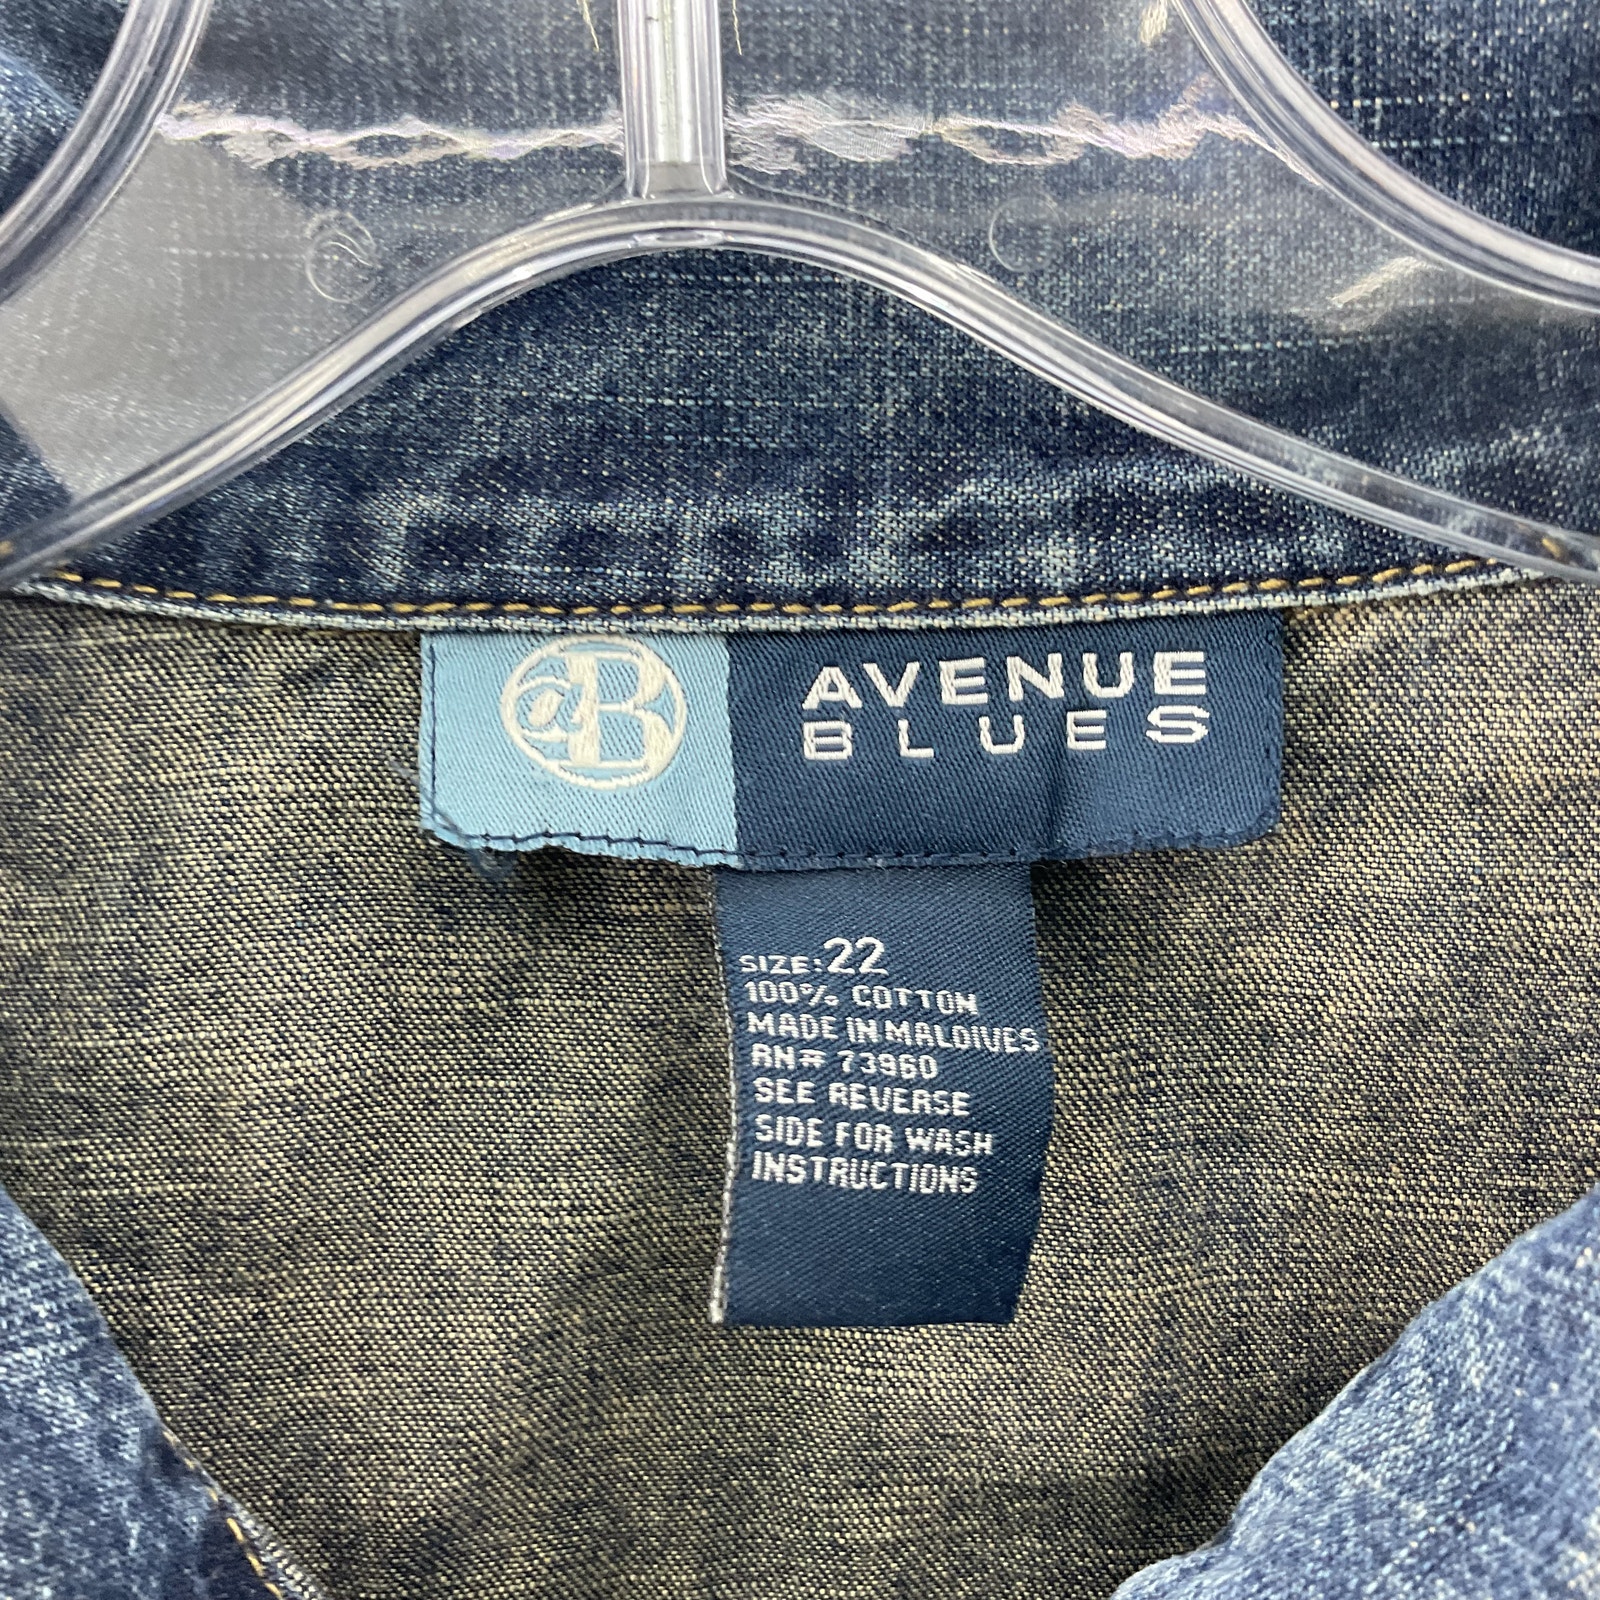 aB
AVENUE
BLUES
SIZE: 22
100% COTTON
MADE IN MALDIVES
RN# 73960
SEE REVERSE
SIDE FOR WASH
INSTRUCTIONS